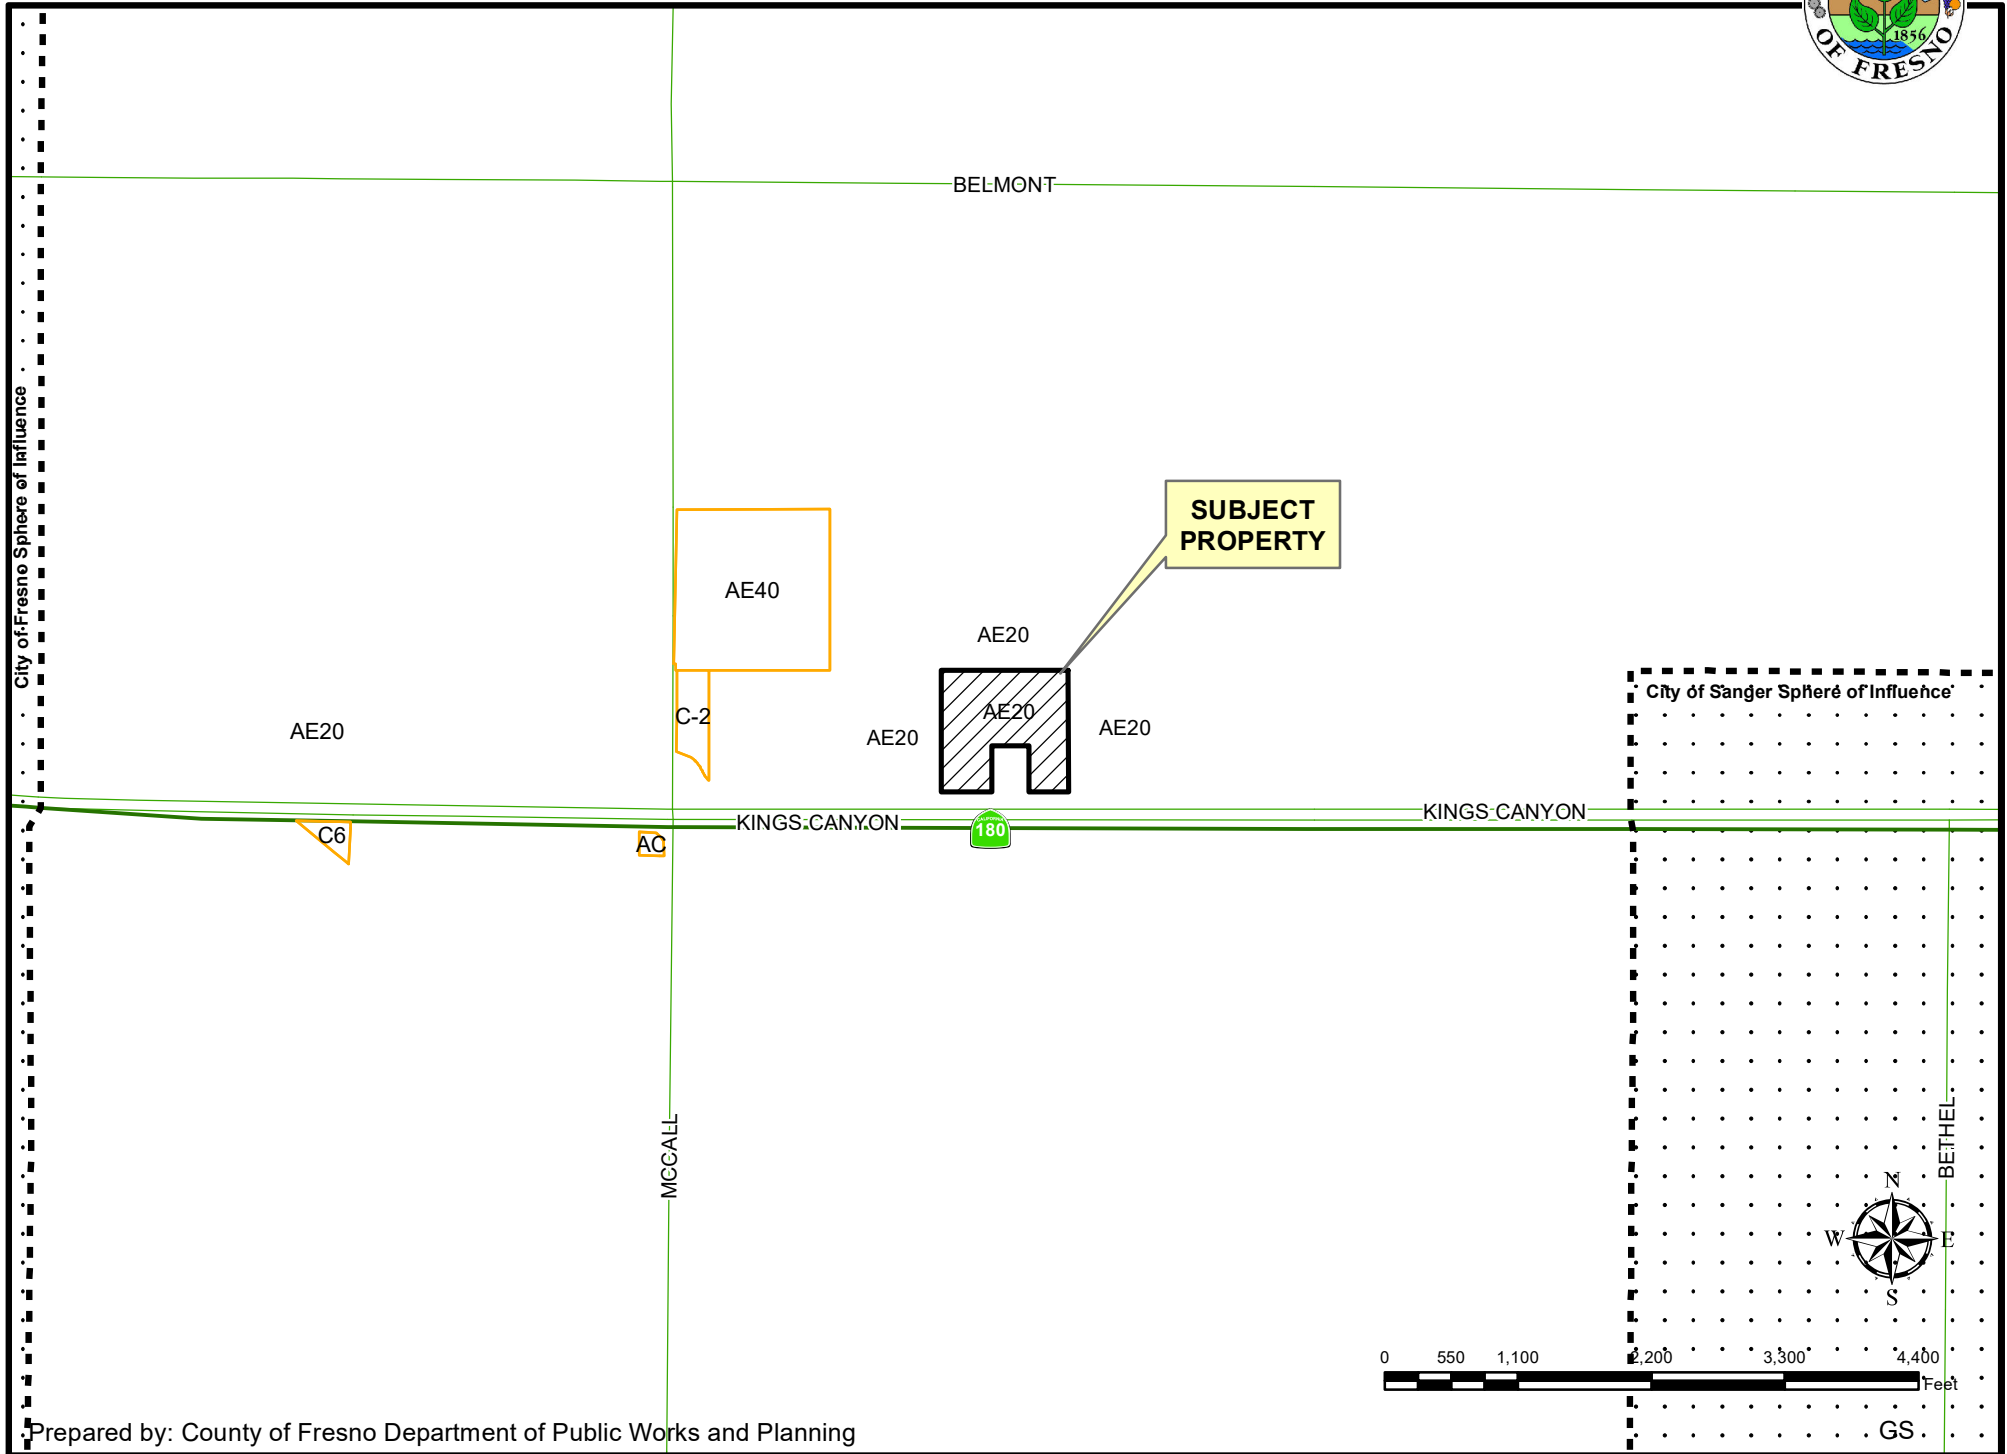 1856
OF FRESNO
BELMONT
City of Fresno Sphere of Influence
SUBJECT
PROPERTY
AE40
AE20
City of Sanger Sphere of Influence
AE20
C-2
AE20
AE20
AE20
KINGS CANYON
KINGS CANYON
180
C6
AC
MCCALL
BETHEL
N
W
E
S
0 550 1,100 2,200 3,300 4,400
Feet
Prepared by: County of Fresno Department of Public Works and Planning
GS